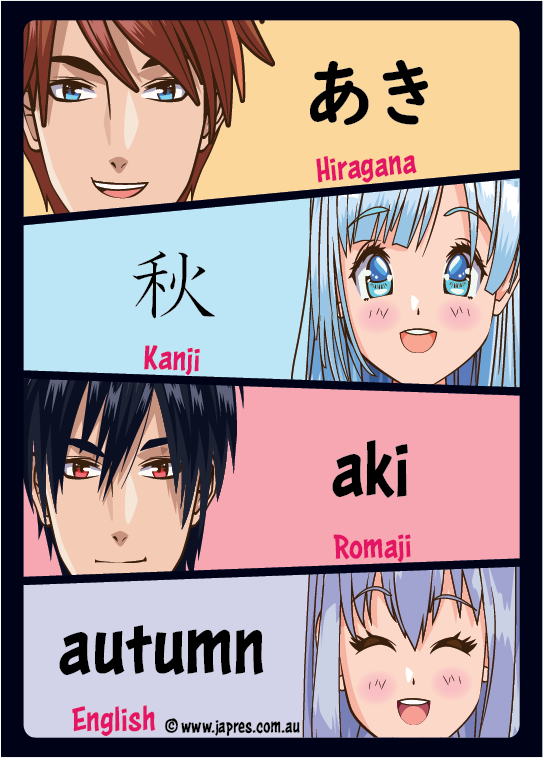 あき
Hiragana
秋
Kanji
aki
Romaji
autumn
English © www.japres.com.au